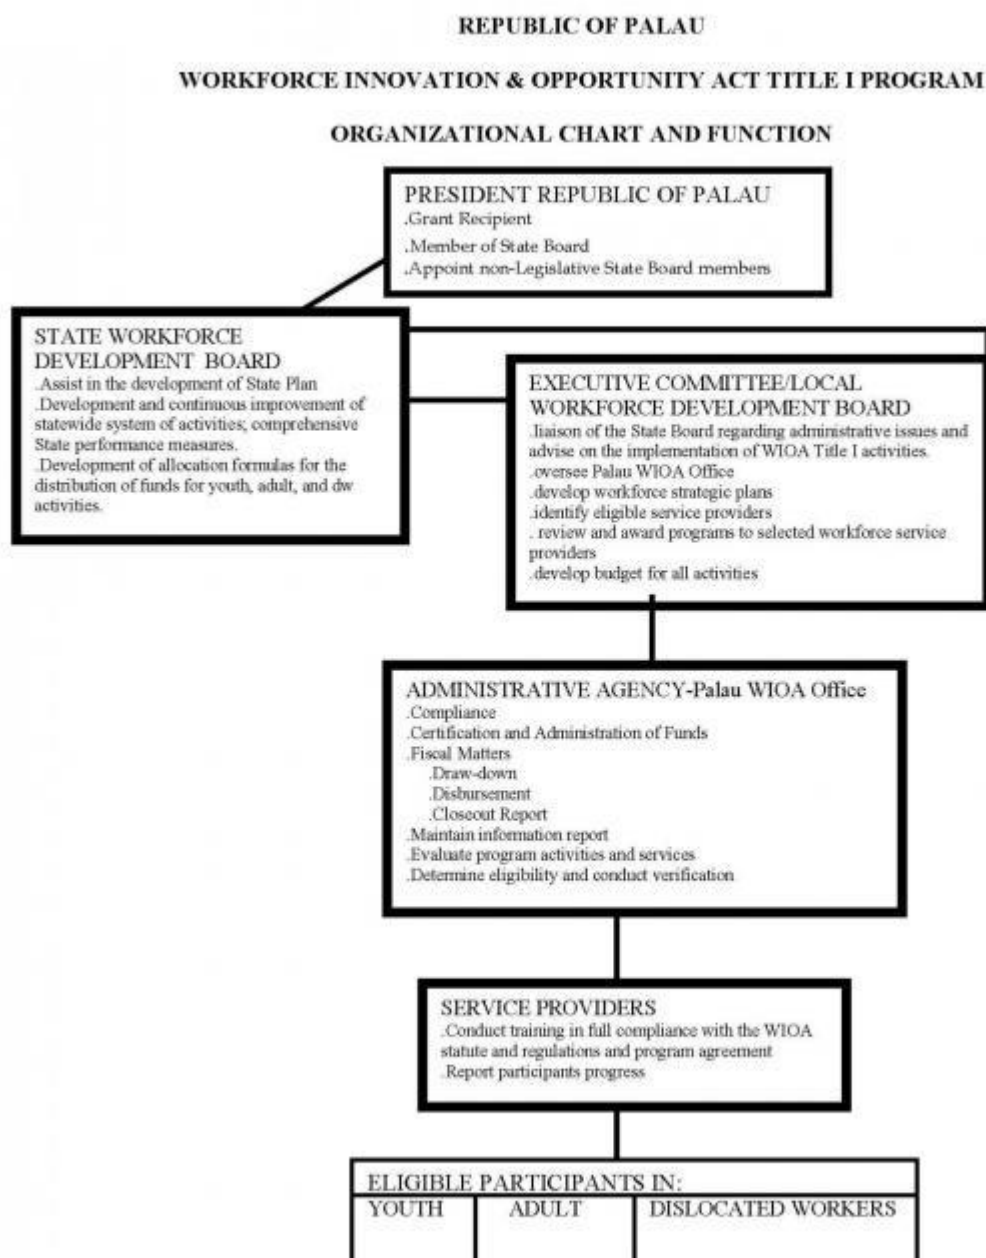 REPUBLIC OF PALAU
WORKFORCE INNOVATION & OPPORTUNITY ACT TITLE I PROGRAM
ORGANIZATIONAL CHART AND FUNCTION
PRESIDENT REPUBLIC OF PALAU
.Grant Recipient
.Member of State Board
.Appoint non-Legislative State Board members
STATE WORKFORCE
DEVELOPMENT BOARD
.Assist in the development of State Plan
.Development and continuous improvement of
statewide system of activities; comprehensive
State performance measures.
.Development of allocation formulas for the
distribution of funds for youth, adult, and dw
activities.
EXECUTIVE COMMITTEE/LOCAL
WORKFORCE DEVELOPMENT BOARD
.liaison of the State Board regarding administrative issues and
advise on the implementation of WIOA Title I activities.
.oversee Palau WIOA Office
.develop workforce strategic plans
.identify eligible service providers
. review and award programs to selected workforce service
providers
.develop budget for all activities
ADMINISTRATIVE AGENCY-Palau WIOA Office
.Compliance
.Certification and Administration of Funds
.Fiscal Matters
.Draw-down
.Disbursement
.Closeout Report
.Maintain information report
.Evaluate program activities and services
.Determine eligibility and conduct verification
SERVICE PROVIDERS
.Conduct training in full compliance with the WIOA
statute and regulations and program agreement
.Report participants progress
ELIGIBLE PARTICIPANTS IN:
YOUTH ADULT DISLOCATED WORKERS